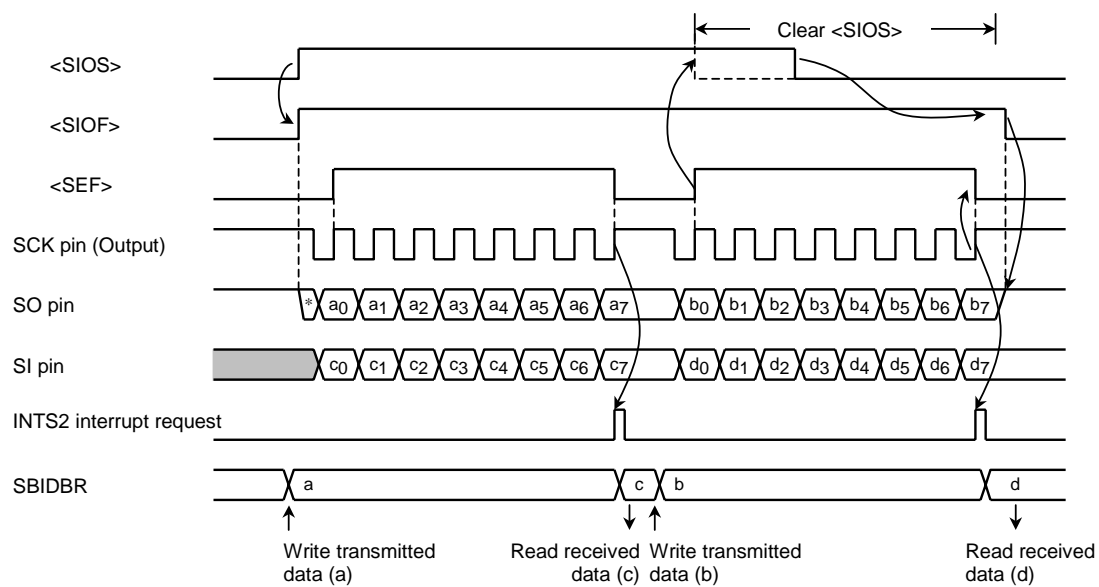 Clear <SIOS>
<SIOS>
<SIOF>
<SEF>
SCK pin (Output)
SO pin
* a0 a1 a2 a3 a4 a5 a6 a7 b0 b1 b2 b3 b4 b5 b6 b7
SI pin
c0 c1 c2 c3 c4 c5 c6 c7 d0 d1 d2 d3 d4 d5 d6 d7
INTS2 interrupt request
SBIDBR
a c b d
Write transmitted
data (a)
Read received
data (c)
Write transmitted
data (b)
Read received
data (d)